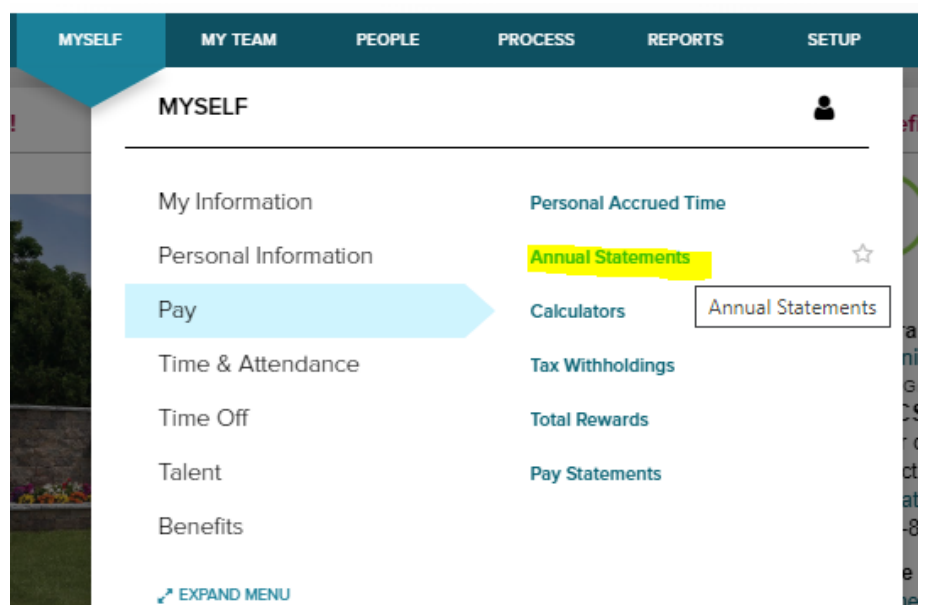 MYSELF MY TEAM PEOPLE PROCESS REPORTS SETUP
MYSELF
My Information
Personal Information
Pay
Time & Attendance
Time Off
Talent
Benefits
EXPAND MENU
Personal Accrued Time
Annual Statements
Calculators
Annual Statements
Tax Withholdings
Total Rewards
Pay Statements